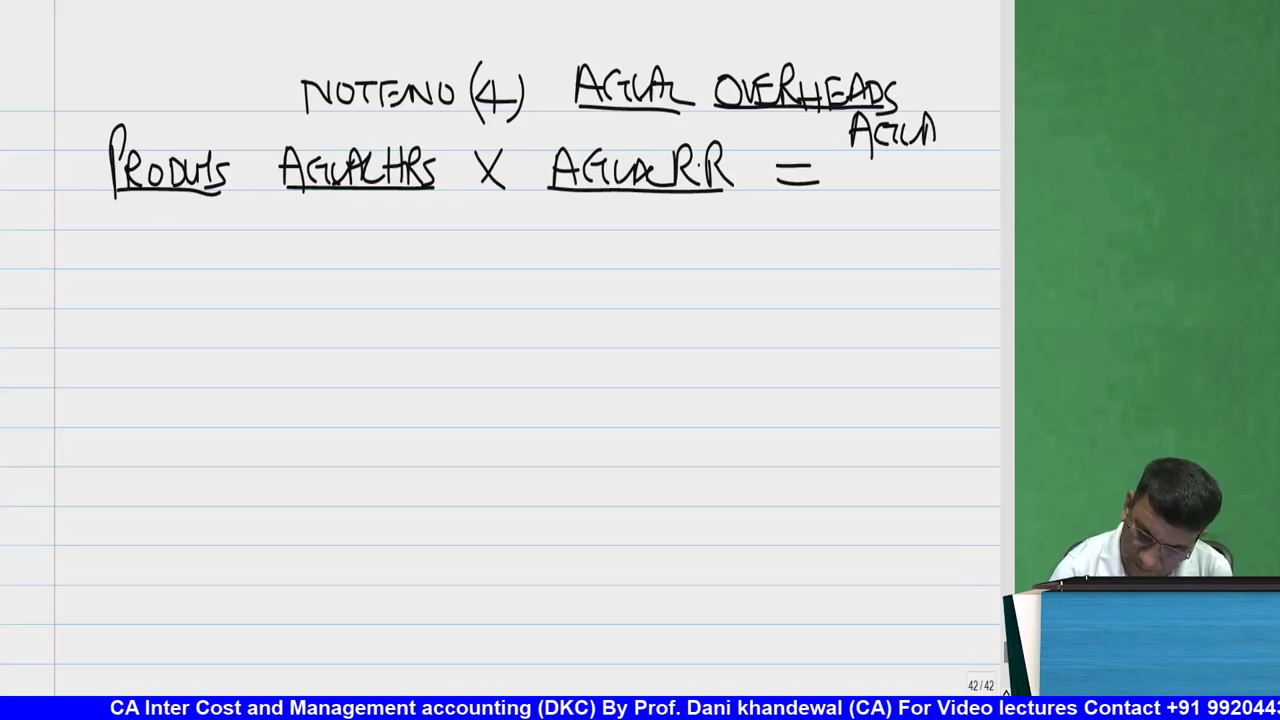 NOTE NO (4) ACTUAL OVERHEADS
PRODUCTS ACTUAL HRS X ACTUAL R.R = ACTUA
42/42
CA Inter Cost and Management accounting (DKC) By Prof. Dani khandewal (CA) For Video lectures Contact +91 992044